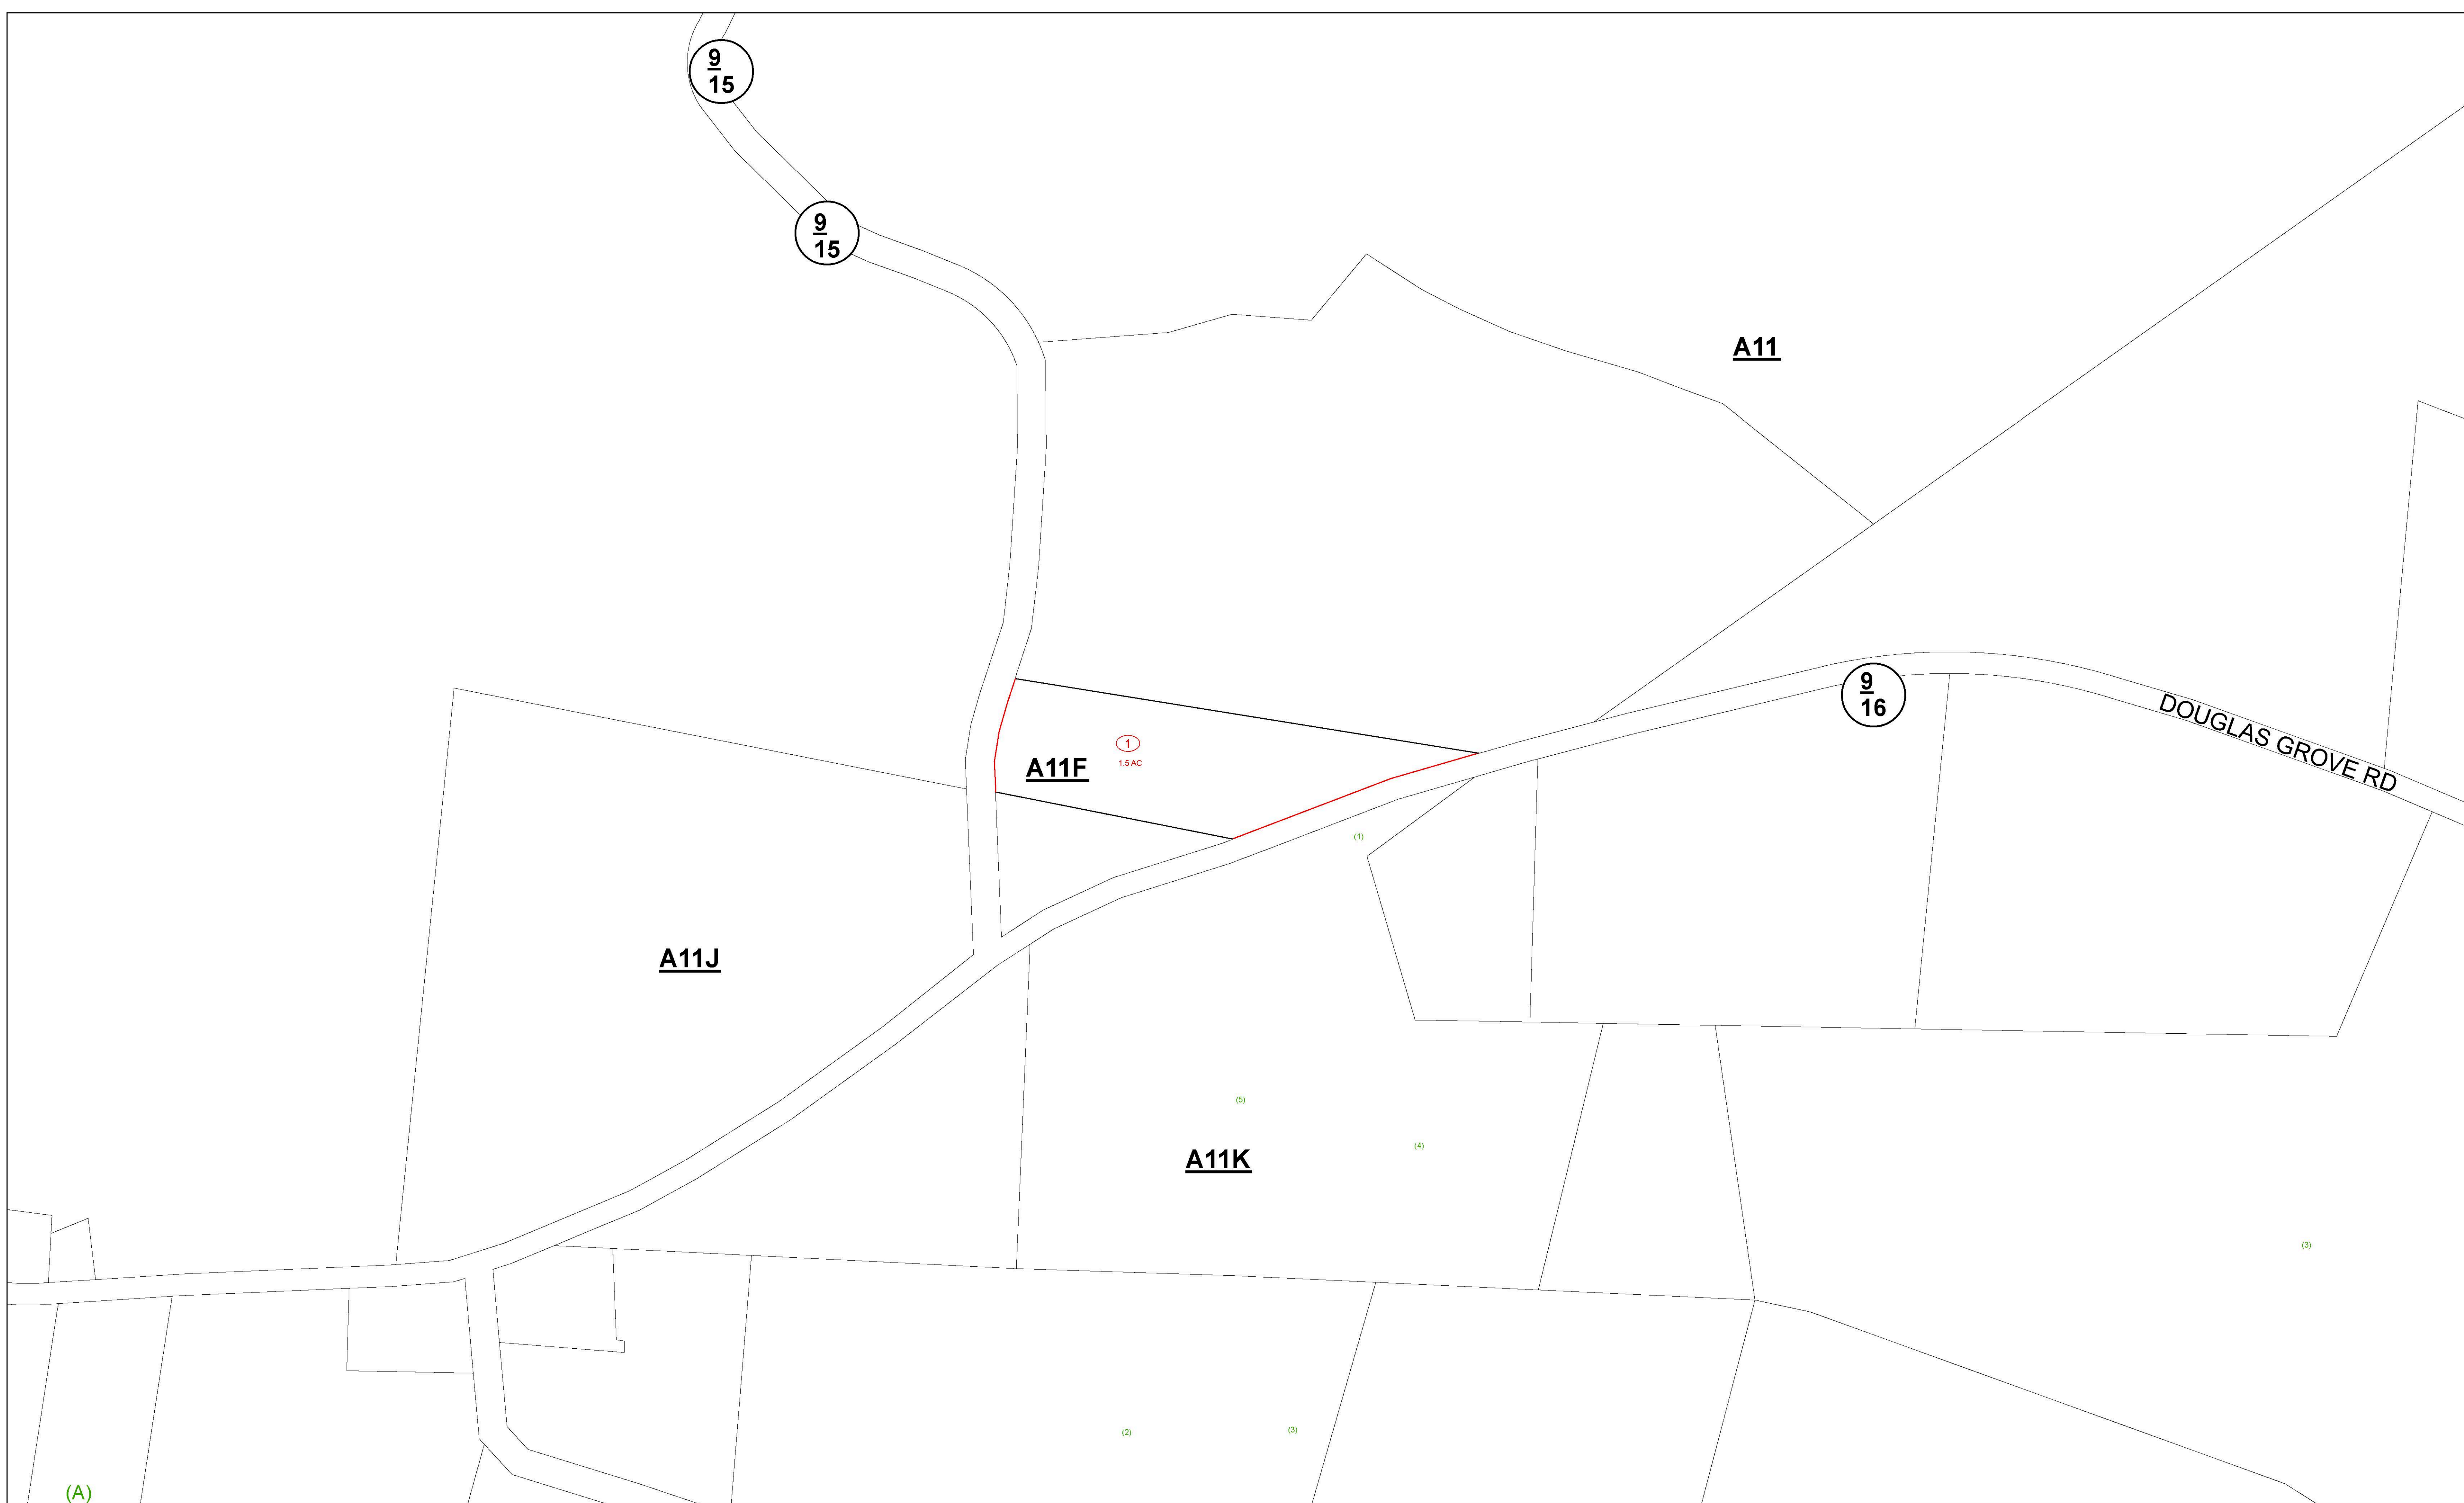 9
15
9
15
A11
9
16
DOUGLAS GROVE RD
1
1.5 AC
A11F
(1)
A11J
(5)
(4)
A11K
(3)
(2)
(3)
(A)